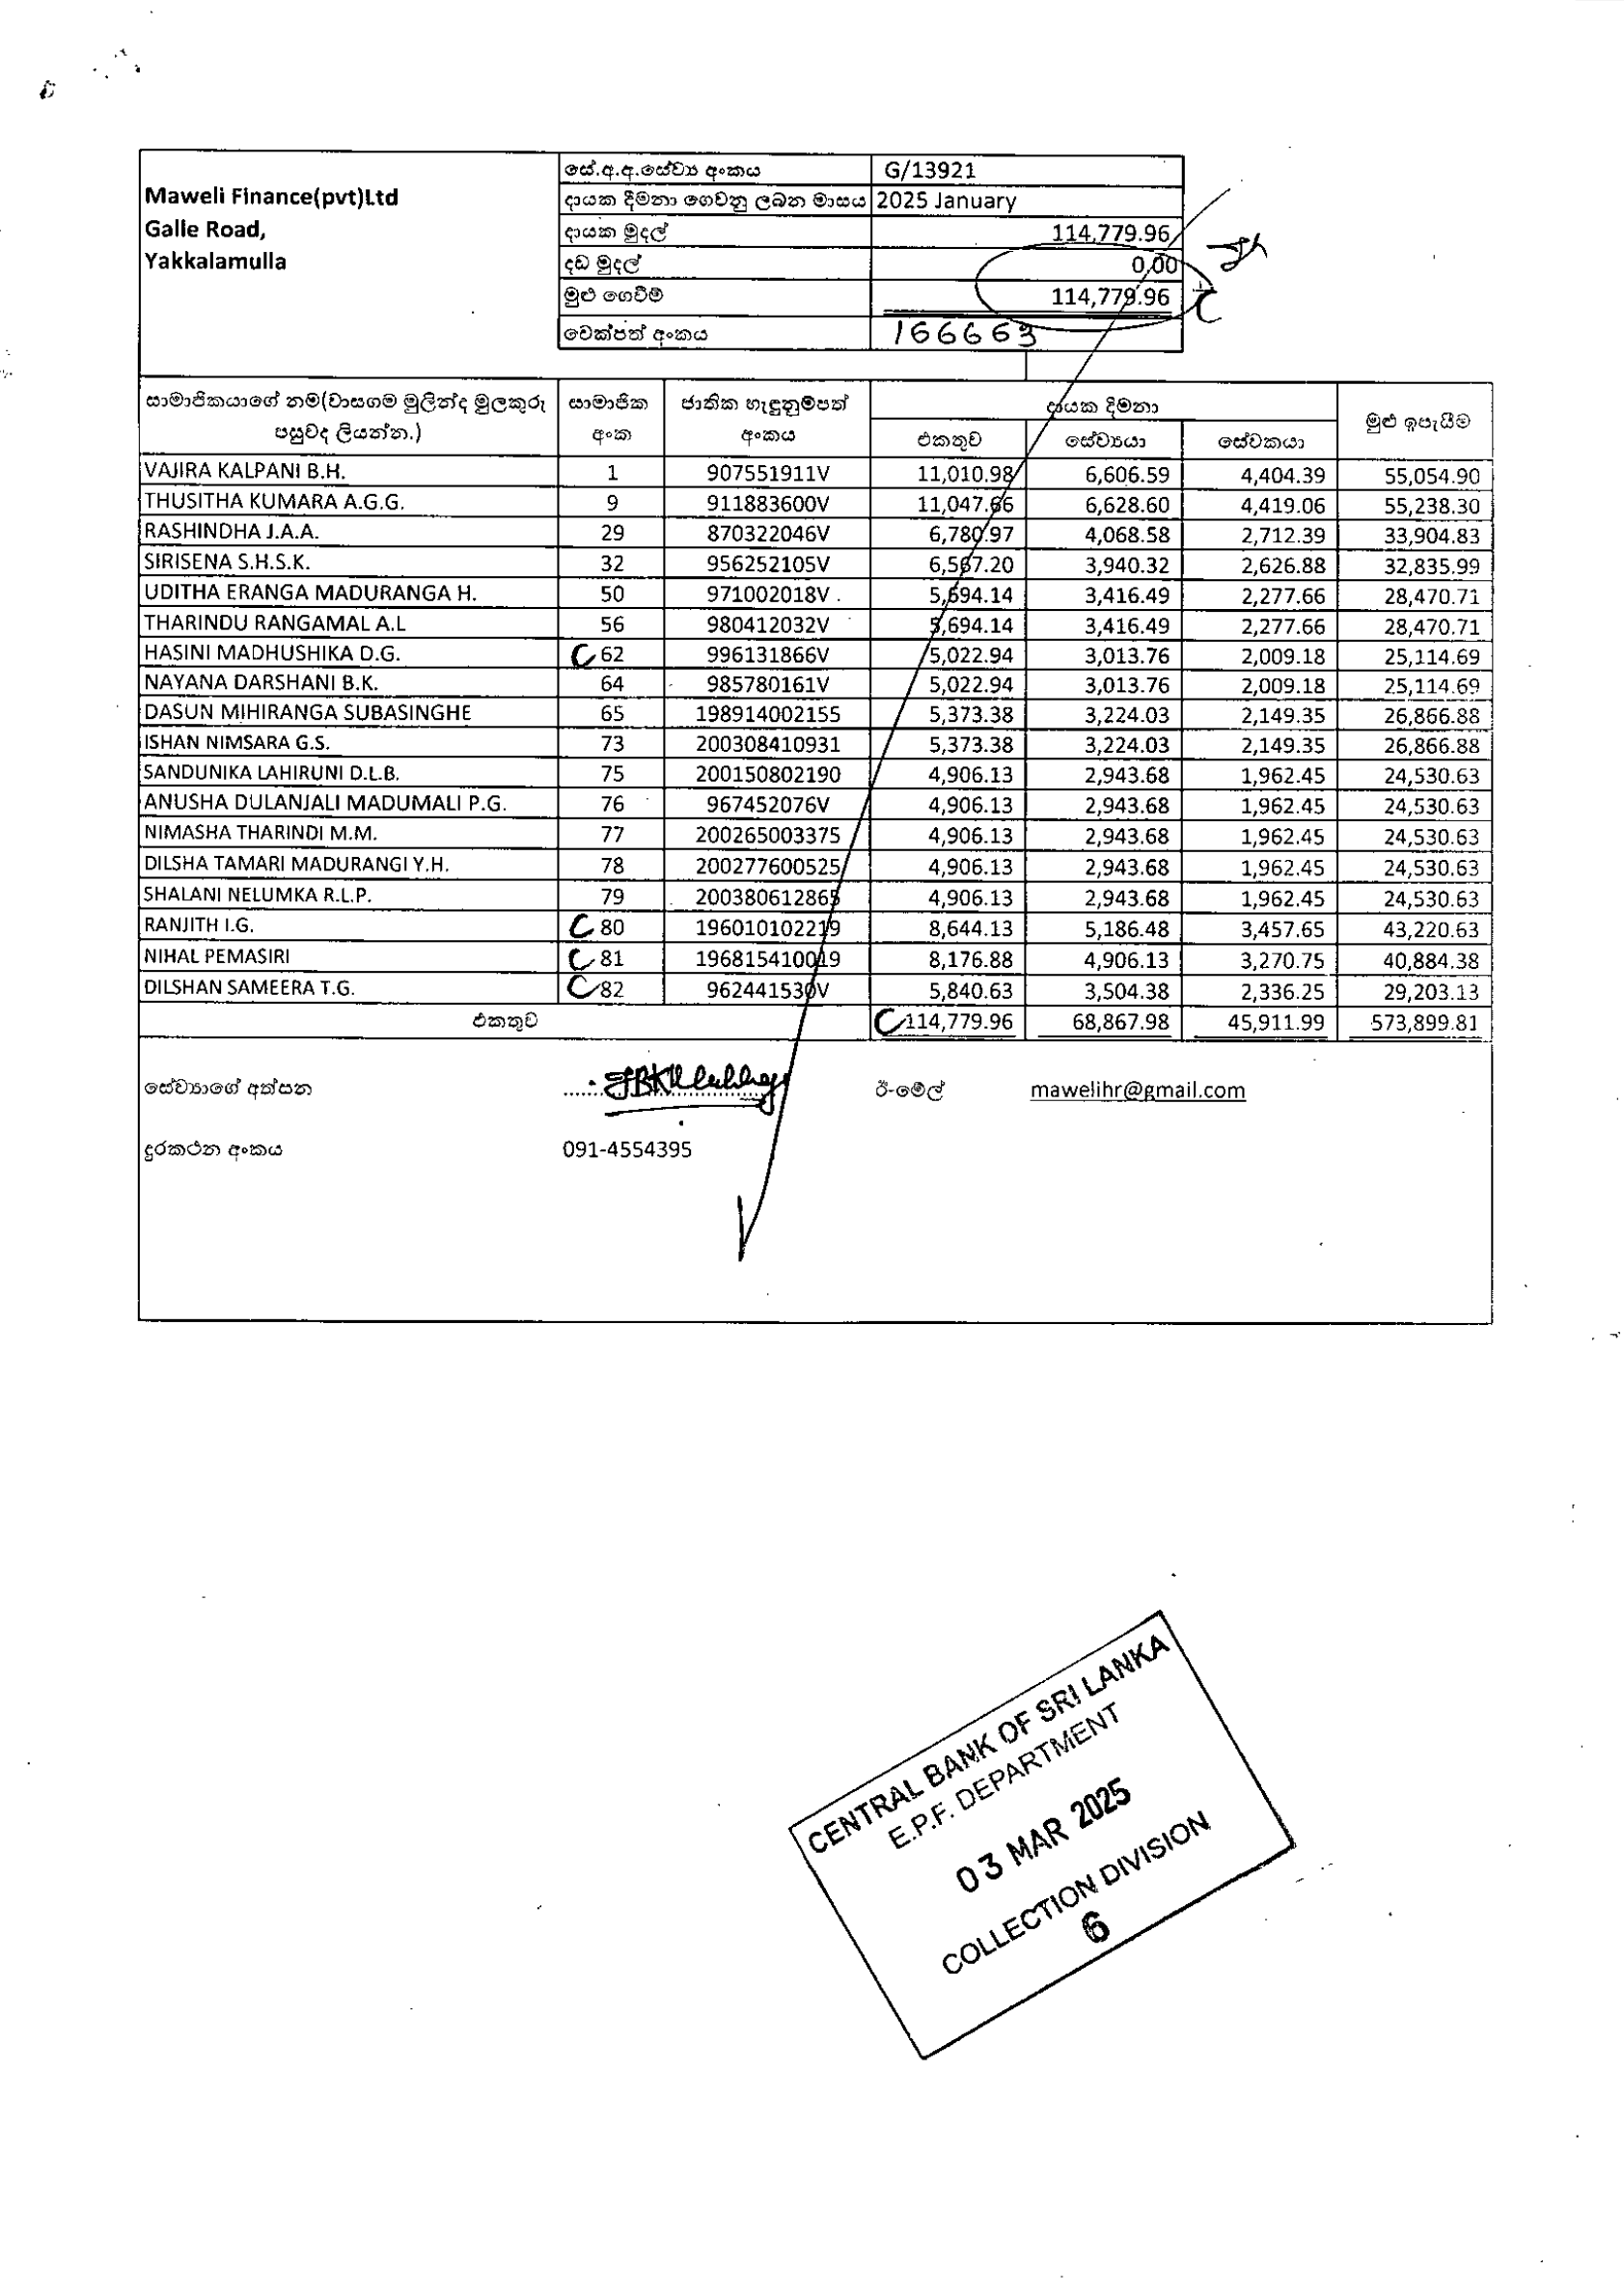 Maweli Finance(pvt)Ltd
Galle Road,
Yakkalamulla
සේ.අ.අ.සේව්‍ය අංකය G/13921
දායක දීමනා ගෙවනු ලබන මාසය 2025 January
දායක මුදල් 114,779.96
දඩ මුදල් 0.00
මුළු ගෙවීම් 114,779.96
චෙක්පත් අංකය 166663
සාමාජිකයාගේ නම(වාසගම මුලින්ද මුලකුරු පසුවද ලියන්න.) සාමාජික අංක ජාතික හැඳුනුම්පත් අංකය දායක දීමනා මුළු ඉපැයීම
එකතුව සේව්‍යයා සේවකයා
VAJIRA KALPANI B.H. 1 907551911V 11,010.98 6,606.59 4,404.39 55,054.90
THUSITHA KUMARA A.G.G. 9 911883600V 11,047.66 6,628.60 4,419.06 55,238.30
RASHINDHA J.A.A. 29 870322046V 6,780.97 4,068.58 2,712.39 33,904.83
SIRISENA S.H.S.K. 32 956252105V 6,567.20 3,940.32 2,626.88 32,835.99
UDITHA ERANGA MADURANGA H. 50 971002018V 5,694.14 3,416.49 2,277.66 28,470.71
THARINDU RANGAMAL A.L 56 980412032V 5,694.14 3,416.49 2,277.66 28,470.71
HASINI MADHUSHIKA D.G. 62 996131866V 5,022.94 3,013.76 2,009.18 25,114.69
NAYANA DARSHANI B.K. 64 985780161V 5,022.94 3,013.76 2,009.18 25,114.69
DASUN MIHIRANGA SUBASINGHE 65 198914002155 5,373.38 3,224.03 2,149.35 26,866.88
ISHAN NIMSARA G.S. 73 200308410931 5,373.38 3,224.03 2,149.35 26,866.88
SANDUNIKA LAHIRUNI D.L.B. 75 200150802190 4,906.13 2,943.68 1,962.45 24,530.63
ANUSHA DULANJALI MADUMALI P.G. 76 967452076V 4,906.13 2,943.68 1,962.45 24,530.63
NIMASHA THARINDI M.M. 77 200265003375 4,906.13 2,943.68 1,962.45 24,530.63
DILSHA TAMARI MADURANGI Y.H. 78 200277600525 4,906.13 2,943.68 1,962.45 24,530.63
SHALANI NELUMKA R.L.P. 79 200380612865 4,906.13 2,943.68 1,962.45 24,530.63
RANJITH I.G. 80 196010102219 8,644.13 5,186.48 3,457.65 43,220.63
NIHAL PEMASIRI 81 196815410019 8,176.88 4,906.13 3,270.75 40,884.38
DILSHAN SAMEERA T.G. 82 962441530V 5,840.63 3,504.38 2,336.25 29,203.13
එකතුව 114,779.96 68,867.98 45,911.99 573,899.81
සේව්‍යාගේ අත්සන ඊ-මේල් mawelihr@gmail.com
දුරකථන අංකය 091-4554395
CENTRAL BANK OF SRI LANKA
E.P.F. DEPARTMENT
03 MAR 2025
COLLECTION DIVISION
6